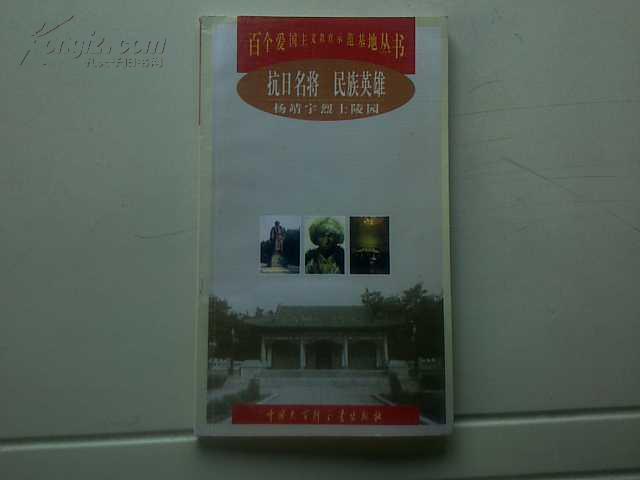 kongfz.com
孔夫子旧书网
百个爱国主义教育示范基地丛书
抗日名将 民族英雄
杨靖宇烈士陵园
中国大百科全书出版社